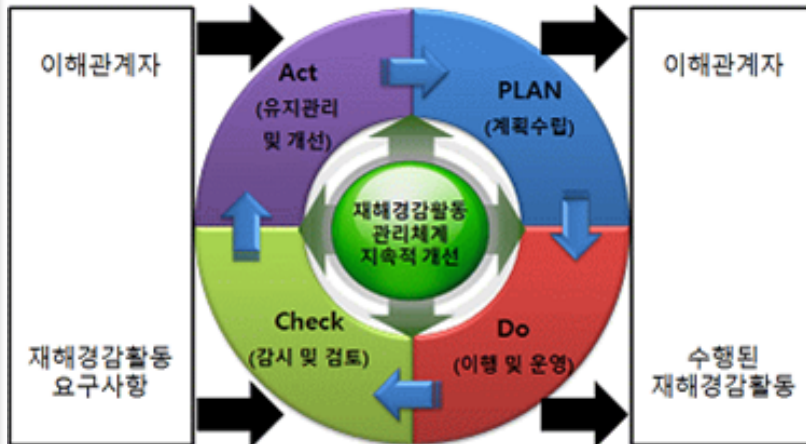 이해관계자
재해경감활동
요구사항
Act
(유지관리
및 개선)
PLAN
(계획수립)
재해경감활동
관리체계
지속적 개선
Check
(감시 및 검토)
Do
(이행 및 운영)
이해관계자
수행된
재해경감활동